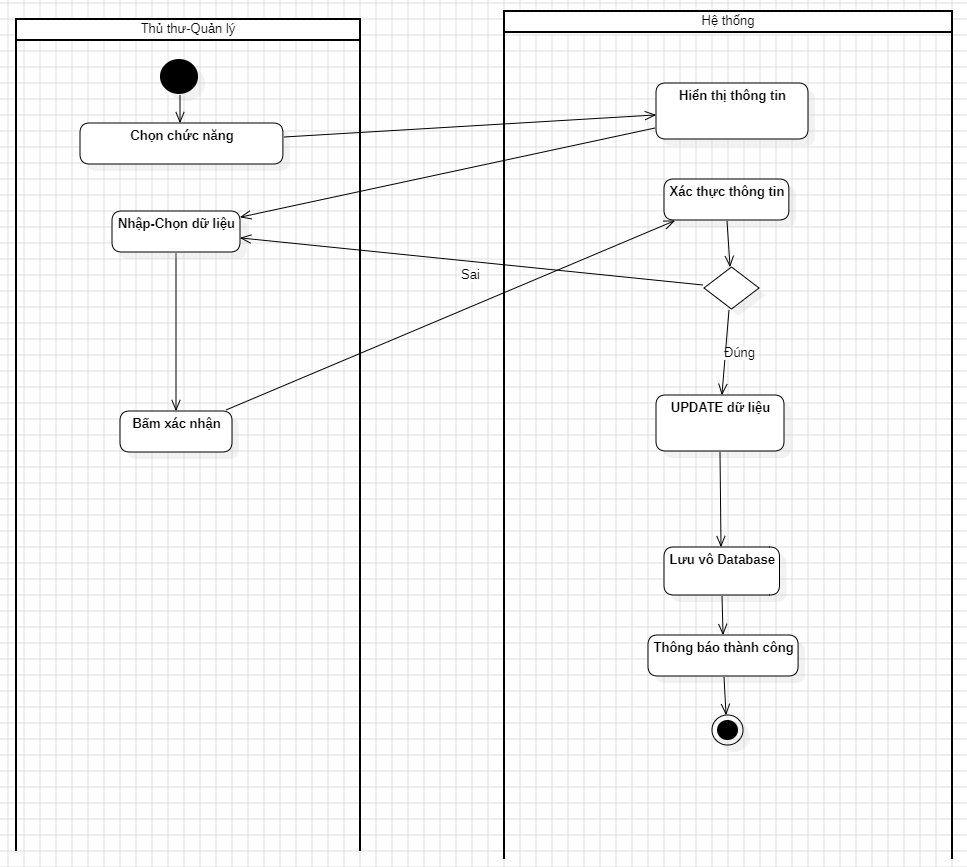 Thủ thư-Quản lý
Hệ thống
Chọn chức năng
Hiển thị thông tin
Nhập-Chọn dữ liệu
Xác thực thông tin
Sai
Đúng
Bấm xác nhận
UPDATE dữ liệu
Lưu vô Database
Thông báo thành công